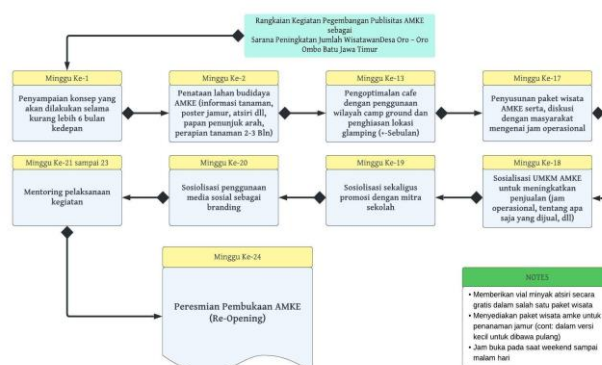 Rangkaian Kegiatan Pegembangan Publisitas AMKE
sebagai
Sarana Peningkatan Jumlah WisatawanDesa Oro – Oro
Ombo Batu Jawa Timur
Minggu Ke-1
Penyampaian konsep yang
akan dilakukan selama
kurang lebih 6 bulan
kedepan
Minggu Ke-2
Penataan lahan budidaya
AMKE (informasi tanaman,
poster jamur, atsiri dll,
papan penunjuk arah,
perapian tanaman 2-3 Bln)
Minggu Ke-13
Pengoptimalan cafe
dengan penggunaan
wilayah camp ground dan
penghiasan lokasi
glamping (+-Sebulan)
Minggu Ke-17
Penyusunan paket wisata
AMKE serta, diskusi
dengan masyarakat
mengenai jam operasional
Minggu Ke-18
Sosialisasi UMKM AMKE
untuk meningkatkan
penjualan (jam
operasional, tentang apa
saja yang dijual, dll)
Minggu Ke-19
Sosialisasi sekaligus
promosi dengan mitra
sekolah
Minggu Ke-20
Sosiolisasi penggunaan
media sosial sebagai
branding
Minggu Ke-21 sampai 23
Mentoring pelaksanaan
kegiatan
Minggu Ke-24
Peresmian Pembukaan AMKE
(Re-Opening)
NOTES
• Memberikan vial minyak atsiri secara
gratis dalam salah satu paket wisata
• Menyediakan paket wisata amke untuk
penanaman jamur (cont: dalam versi
kecil untuk dibawa pulang)
• Jam buka pada saat weekend sampai
malam hari